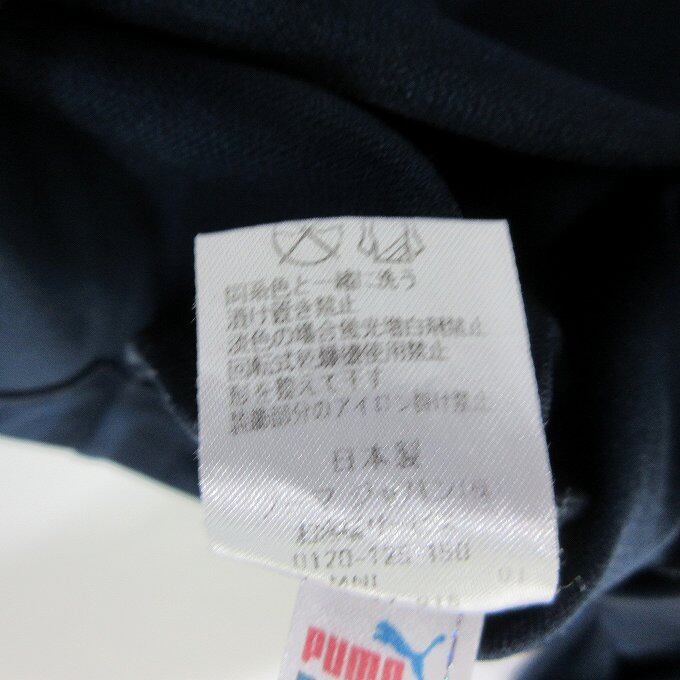 同系色と一緒に洗う
漬け置き禁止
淡色の場合蛍光増白剤禁止
回転式乾燥機使用禁止
形を整えて干す
装飾部分のアイロン掛け禁止
日本製
0120-125-150
01
PUMA